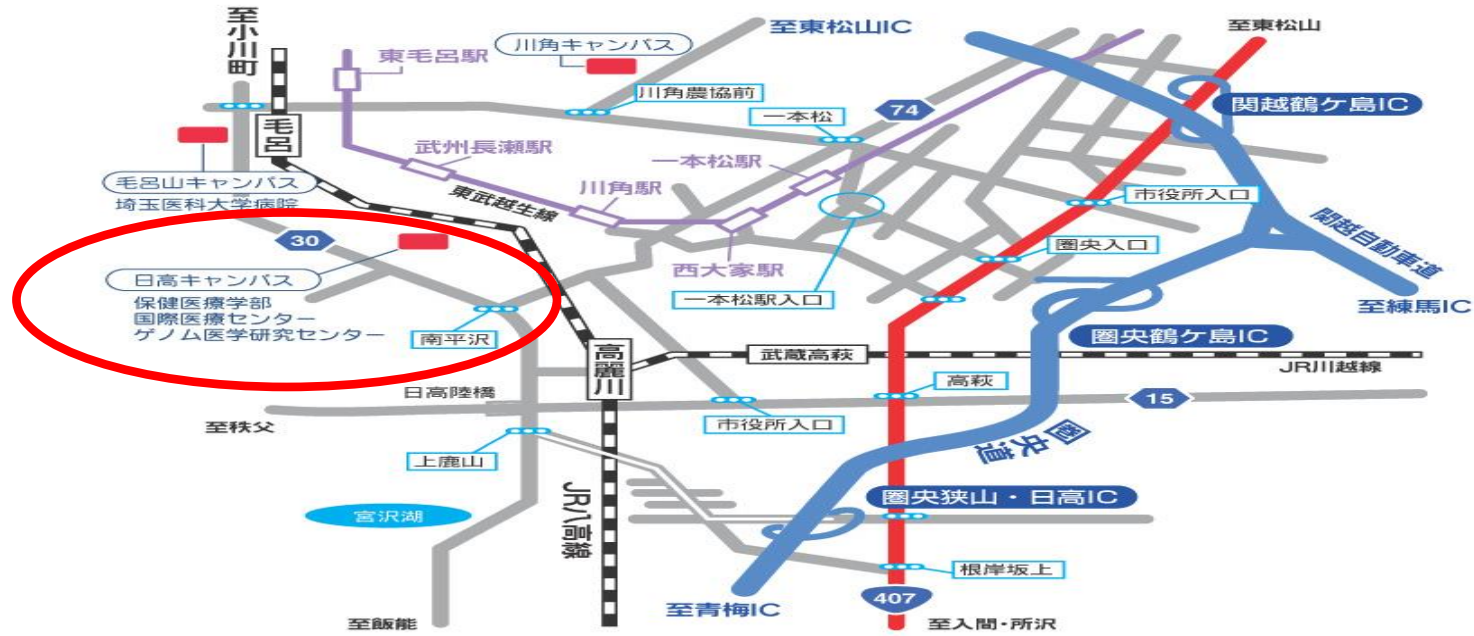 至小川町
東毛呂駅
川角キャンパス
至東松山IC
至東松山
川角農協前
一本松
74
関越鶴ケ島IC
毛呂
武州長瀬駅
一本松駅
毛呂山キャンパス
埼玉医科大学病院
東武越生線
川角駅
市役所入口
30
西大家駅
圏央入口
関越自動車道
日高キャンパス
保健医療学部
国際医療センター
ゲノム医学研究センター
南平沢
一本松駅入口
至練馬IC
高麗川
武蔵高萩
圏央鶴ケ島IC
JR川越線
日高陸橋
高萩
15
至秩父
市役所入口
上鹿山
圏央道
JR八高線
圏央狭山・日高IC
宮沢湖
根岸坂上
407
至青梅IC
至飯能
至入間・所沢